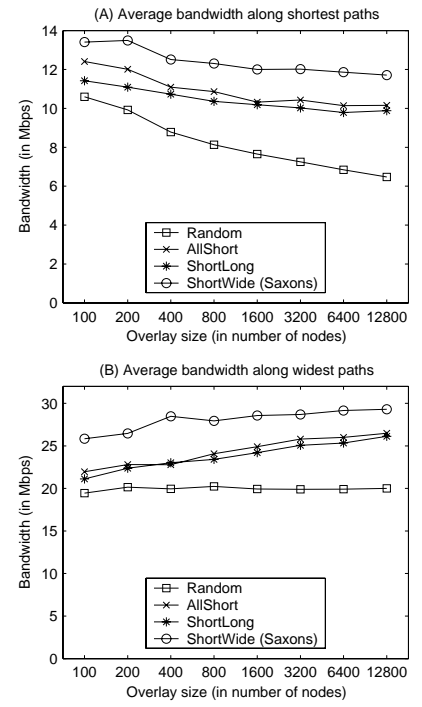 (A) Average bandwidth along shortest paths
14
12
10
8
6
4
2
0
Bandwidth (in Mbps)
Random
AllShort
ShortLong
ShortWide (Saxons)
100 200 400 800 1600 3200 6400 12800
Overlay size (in number of nodes)
(B) Average bandwidth along widest paths
30
25
20
15
10
5
0
Bandwidth (in Mbps)
Random
AllShort
ShortLong
ShortWide (Saxons)
100 200 400 800 1600 3200 6400 12800
Overlay size (in number of nodes)